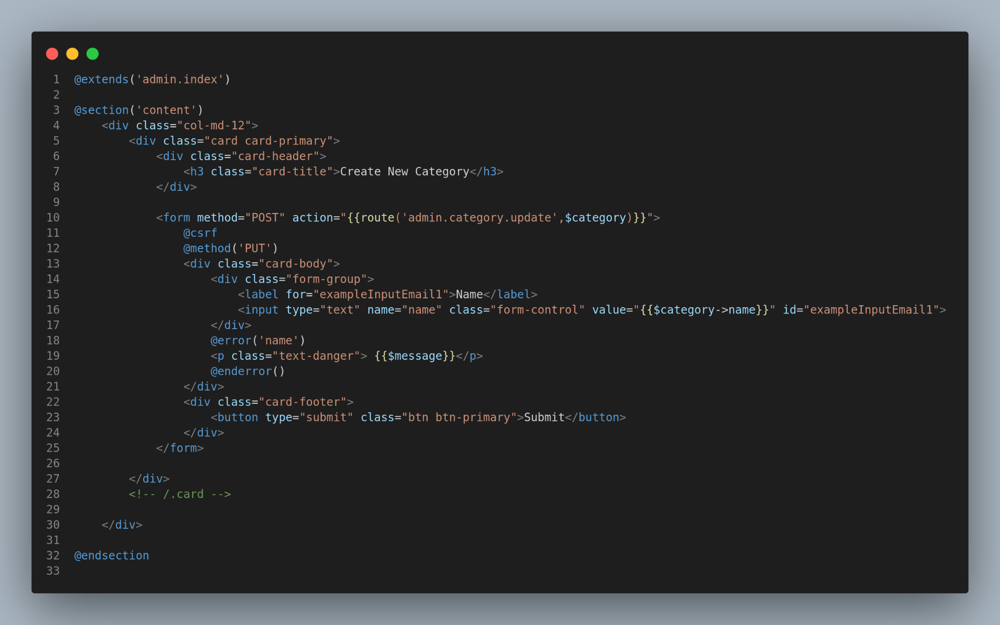 1 @extends('admin.index')
2
3 @section('content')
4     <div class="col-md-12">
5         <div class="card card-primary">
6             <div class="card-header">
7                 <h3 class="card-title">Create New Category</h3>
8             </div>
9
10             <form method="POST" action="{{route('admin.category.update',$category)}}">
11                 @csrf
12                 @method('PUT')
13                 <div class="card-body">
14                     <div class="form-group">
15                         <label for="exampleInputEmail1">Name</label>
16                         <input type="text" name="name" class="form-control" value="{{$category->name}}" id="exampleInputEmail1">
17                     </div>
18                     @error('name')
19                     <p class="text-danger"> {{$message}}</p>
20                     @enderror()
21                 </div>
22                 <div class="card-footer">
23                     <button type="submit" class="btn btn-primary">Submit</button>
24                 </div>
25             </form>
26
27         </div>
28         <!-- /.card -->
29
30     </div>
31
32 @endsection
33